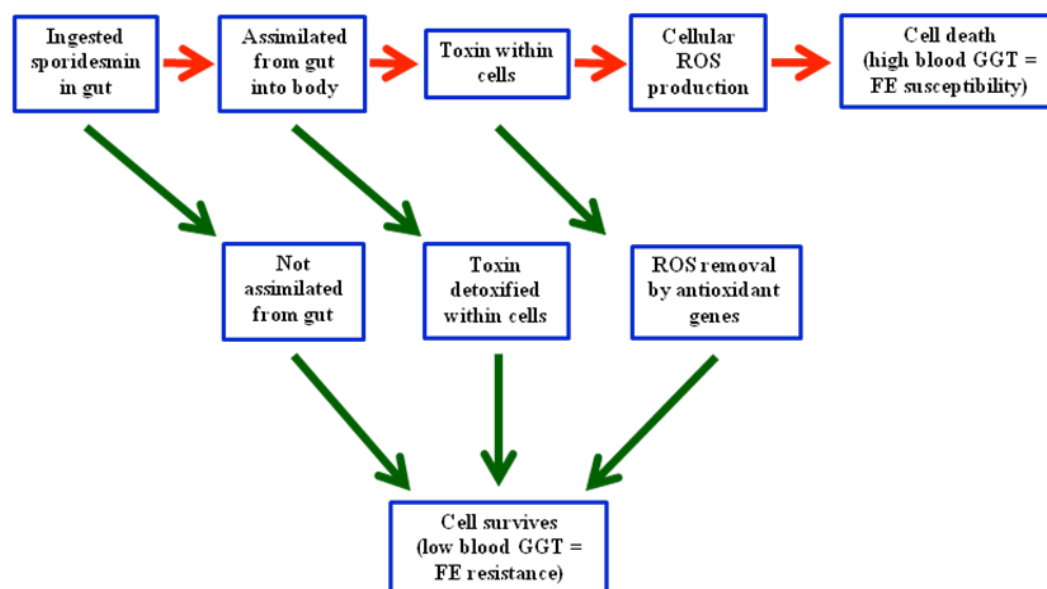 Ingested
sporidesmin
in gut
Assimilated
from gut
into body
Toxin within
cells
Cellular
ROS
production
Cell death
(high blood GGT =
FE susceptibility)
Not
assimilated
from gut
Toxin
detoxified
within cells
ROS removal
by antioxidant
genes
Cell survives
(low blood GGT =
FE resistance)